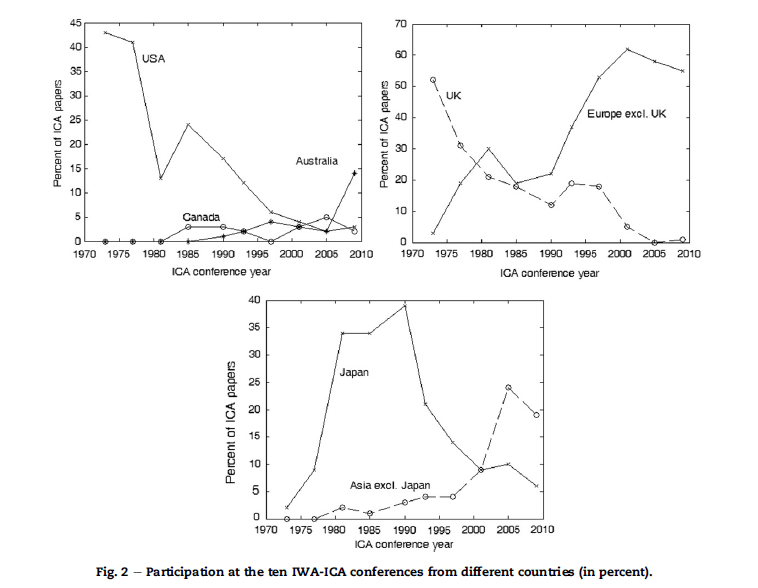 45
40
35
30
25
20
15
10
5
0
Percent of ICA papers
USA
Australia
Canada
1970 1975 1980 1985 1990 1995 2000 2005 2010
ICA conference year
70
60
50
40
30
20
10
0
Percent of ICA papers
UK
Europe excl. UK
1970 1975 1980 1985 1990 1995 2000 2005 2010
ICA conference year
40
35
30
25
20
15
10
5
0
Percent of ICA papers
Japan
Asia excl. Japan
1970 1975 1980 1985 1990 1995 2000 2005 2010
ICA conference year
Fig. 2 – Participation at the ten IWA-ICA conferences from different countries (in percent).